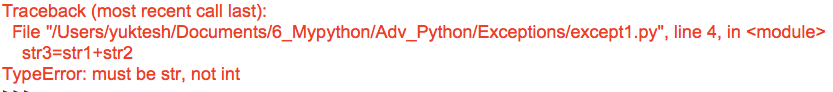 Traceback (most recent call last):
  File "/Users/yuktesh/Documents/6_Mypython/Adv_Python/Exceptions/except1.py", line 4, in <module>
    str3=str1+str2
TypeError: must be str, not int
>>>